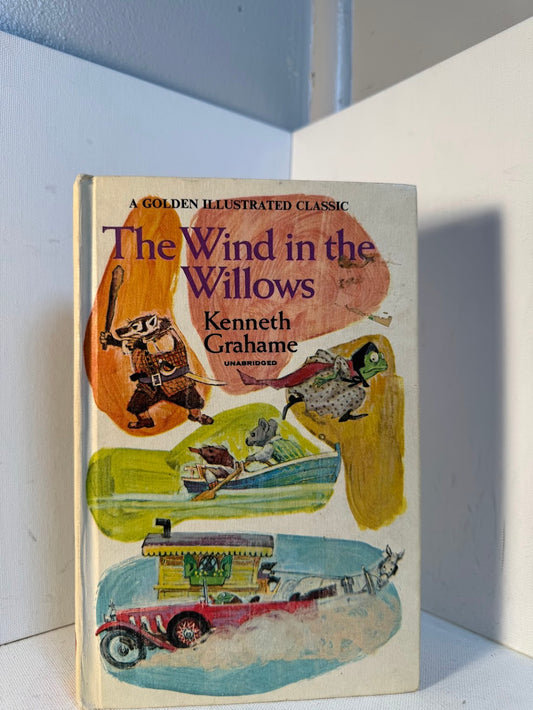 A GOLDEN ILLUSTRATED CLASSIC
The Wind in the
Willows
Kenneth
Grahame
UNABRIDGED